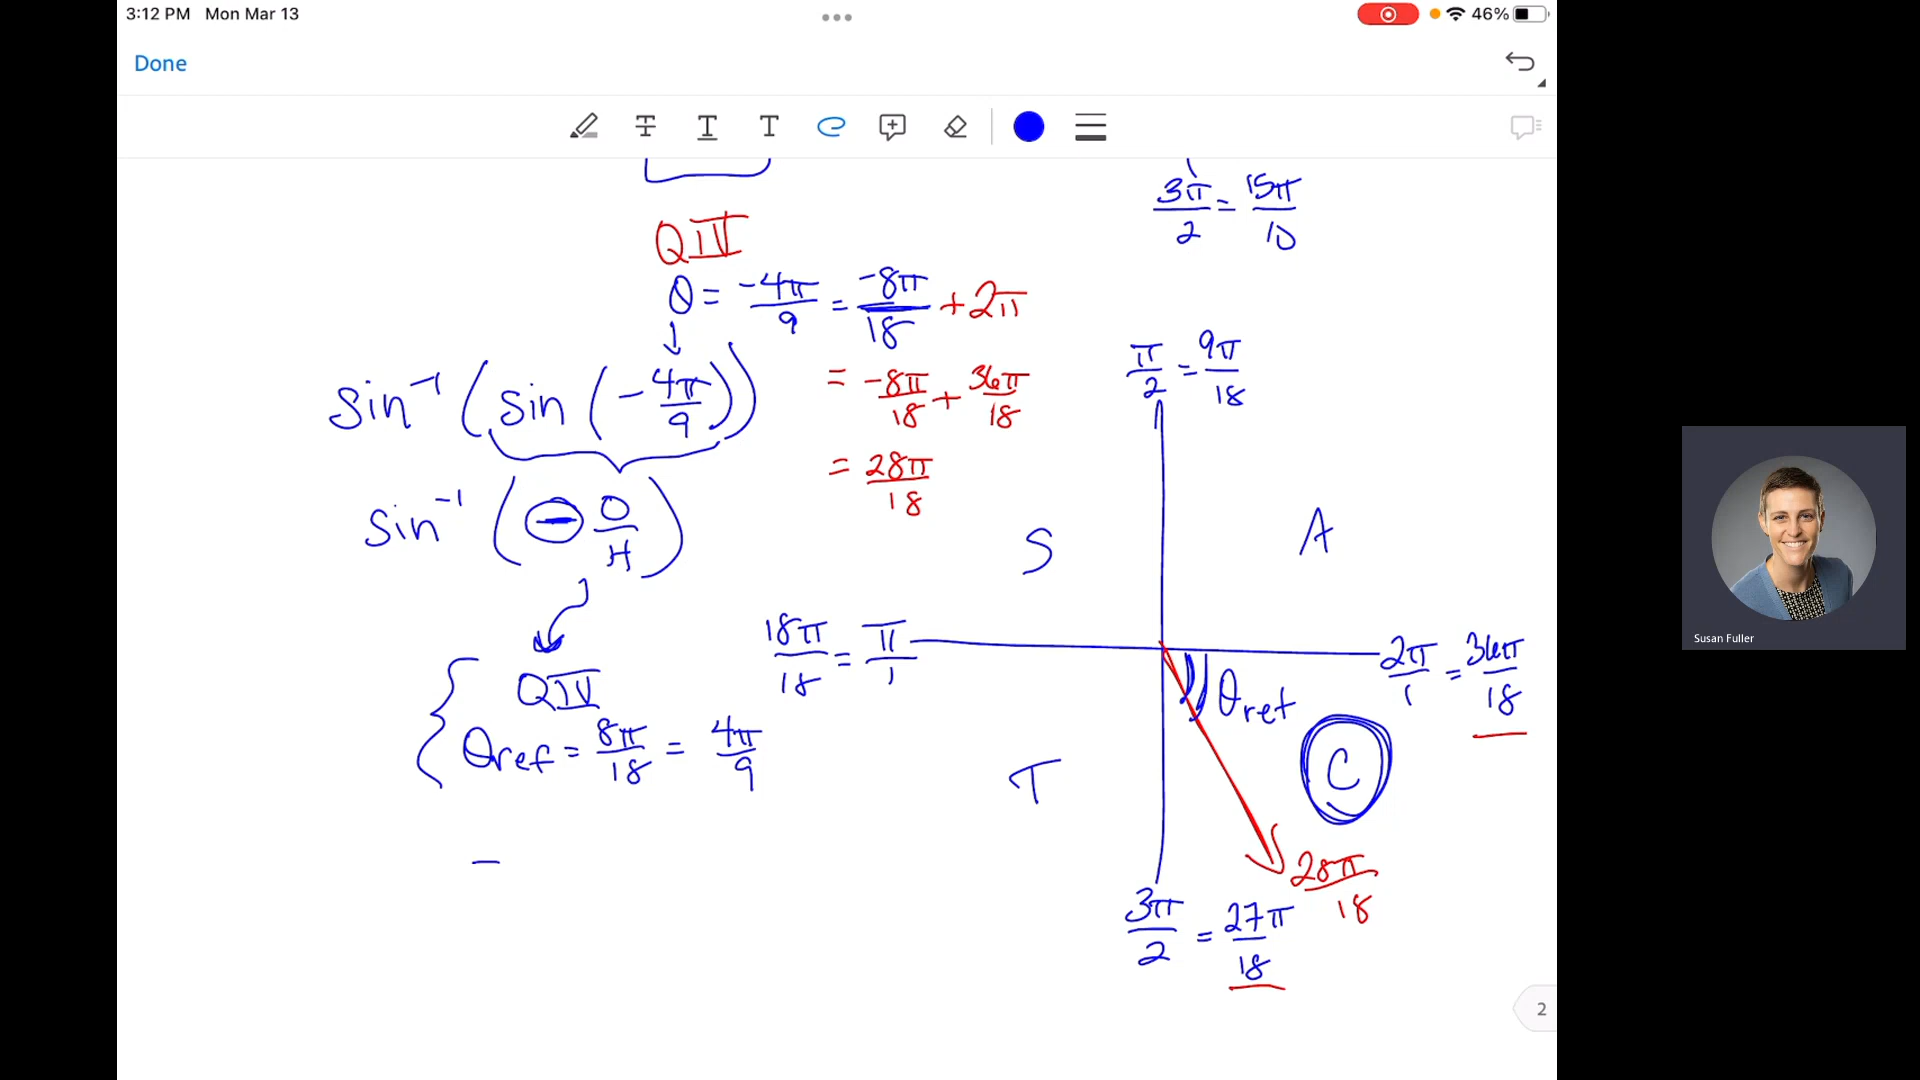 3:12 PM Mon Mar 13
46%
Done
T T T
3π/2 = 15π/10
QIV
θ = -4π/9 = -8π/18 + 2π
= -8π/18 + 36π/18
= 28π/18
sin⁻¹(sin(-4π/9))
sin⁻¹(- O/H)
QIV
θref = 8π/18 = 4π/9
–
π/2 = 9π/18
S
A
18π/18 = π/1
2π/1 = 36π/18
θref
T
C
28π/18
3π/2 = 27π/18
2
Susan Fuller